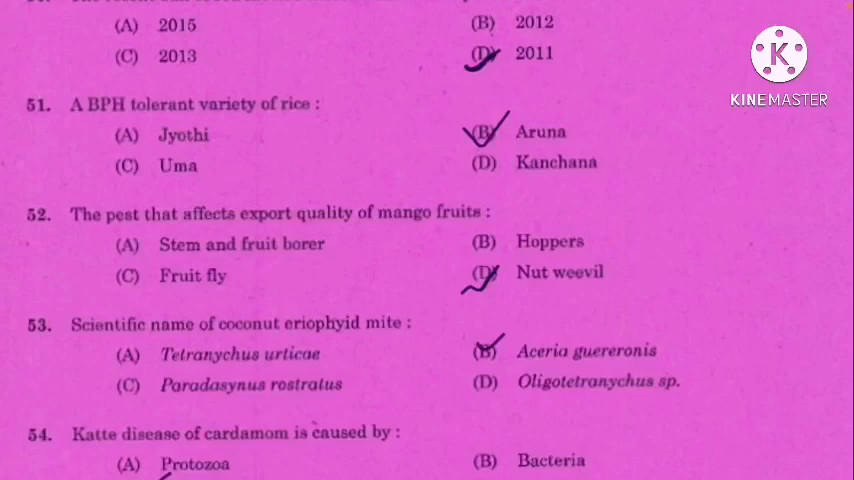 (A) 2015 (B) 2012
(C) 2013 (D) 2011
51. A BPH tolerant variety of rice :
(A) Jyothi (B) Aruna
(C) Uma (D) Kanchana
52. The pest that affects export quality of mango fruits :
(A) Stem and fruit borer (B) Hoppers
(C) Fruit fly (D) Nut weevil
53. Scientific name of coconut eriophyid mite :
(A) Tetranychus urticae (B) Aceria guereronis
(C) Paradasynus rostratus (D) Oligotetranychus sp.
54. Katte disease of cardamom is caused by :
(A) Protozoa (B) Bacteria
K
KINEMASTER